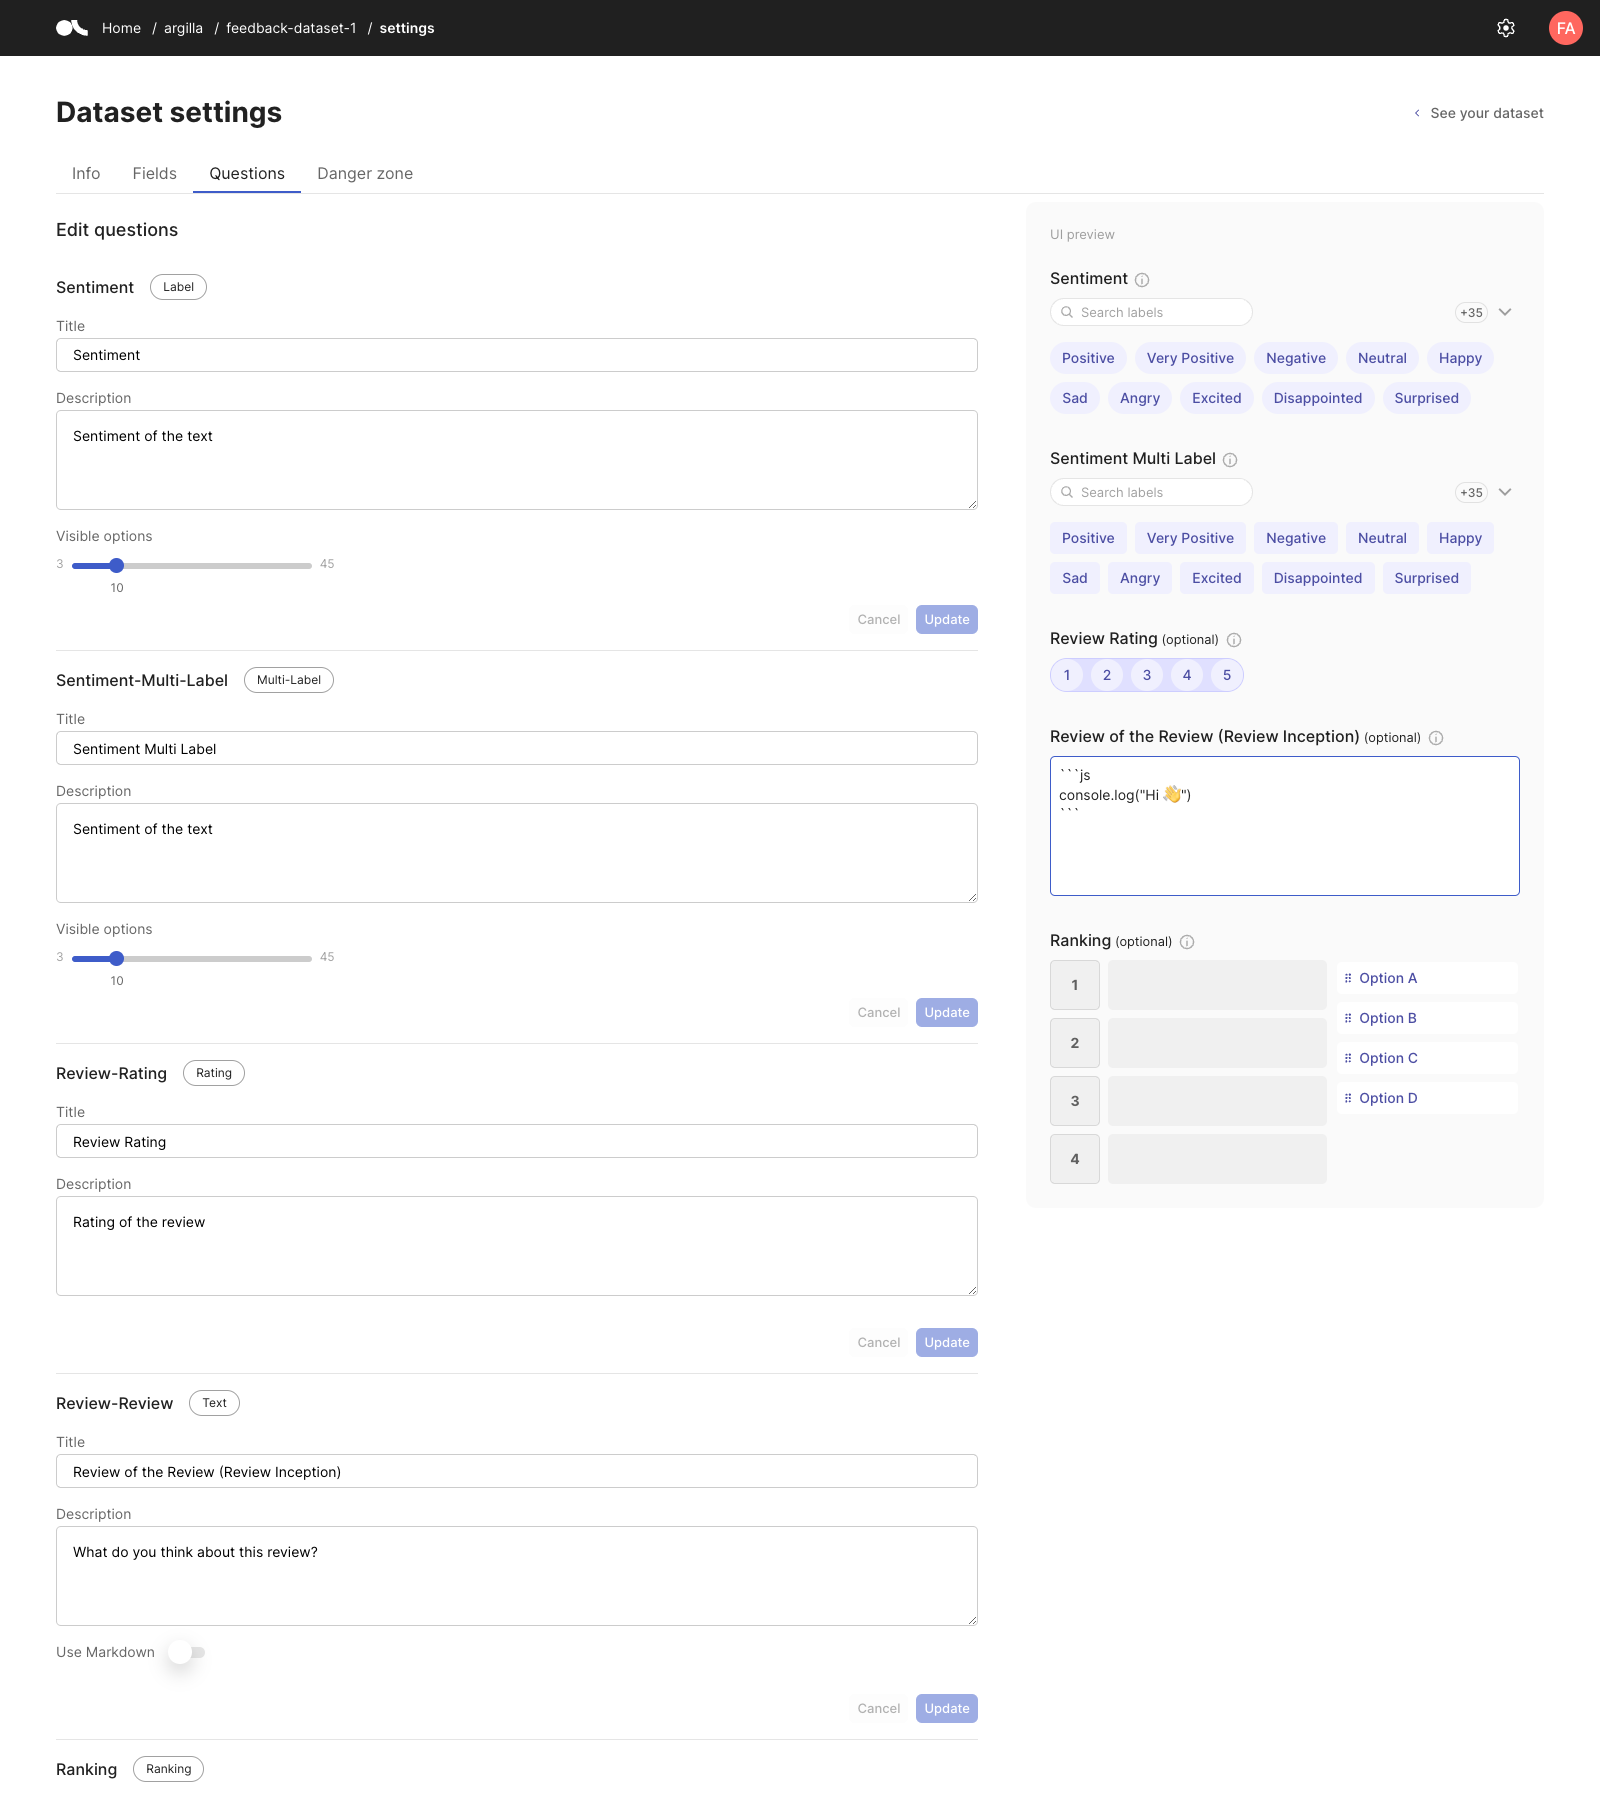 Home / argilla / feedback-dataset-1 / settings
FA
Dataset settings
See your dataset
Info Fields Questions Danger zone
Edit questions
Sentiment Label
Title
Sentiment
Description
Sentiment of the text
Visible options
3 45
10
Cancel Update
Sentiment-Multi-Label Multi-Label
Title
Sentiment Multi Label
Description
Sentiment of the text
Visible options
3 45
10
Cancel Update
Review-Rating Rating
Title
Review Rating
Description
Rating of the review
Cancel Update
Review-Review Text
Title
Review of the Review (Review Inception)
Description
What do you think about this review?
Use Markdown
Cancel Update
Ranking Ranking
UI preview
Sentiment
Search labels +35
Positive Very Positive Negative Neutral Happy
Sad Angry Excited Disappointed Surprised
Sentiment Multi Label
Search labels +35
Positive Very Positive Negative Neutral Happy
Sad Angry Excited Disappointed Surprised
Review Rating (optional)
1 2 3 4 5
Review of the Review (Review Inception) (optional)
```js
console.log("Hi 👋")
```
Ranking (optional)
1
2
3
4
Option A
Option B
Option C
Option D